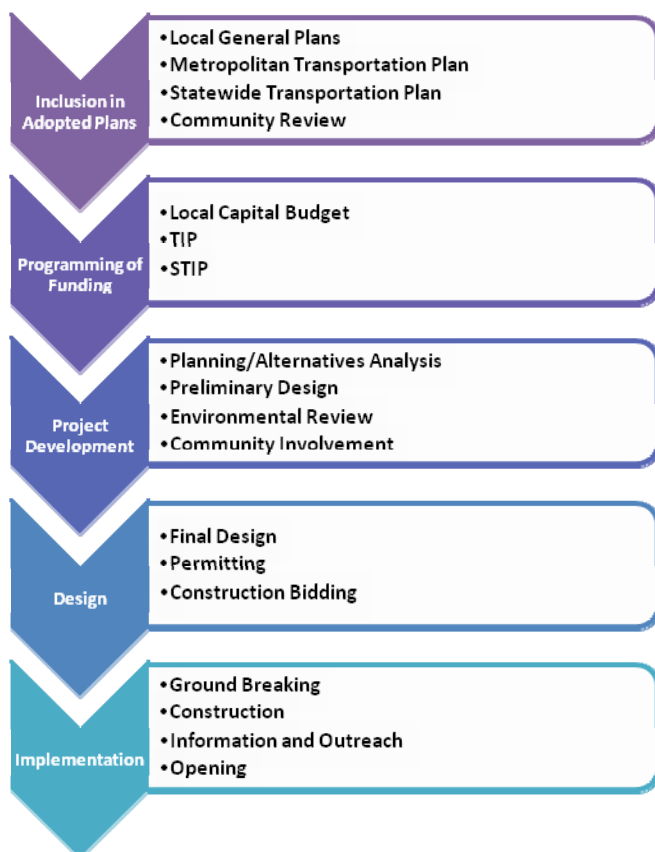 Inclusion in
Adopted Plans
•Local General Plans
•Metropolitan Transportation Plan
•Statewide Transportation Plan
•Community Review
Programming of
Funding
•Local Capital Budget
•TIP
•STIP
Project
Development
•Planning/Alternatives Analysis
•Preliminary Design
•Environmental Review
•Community Involvement
Design
•Final Design
•Permitting
•Construction Bidding
Implementation
•Ground Breaking
•Construction
•Information and Outreach
•Opening